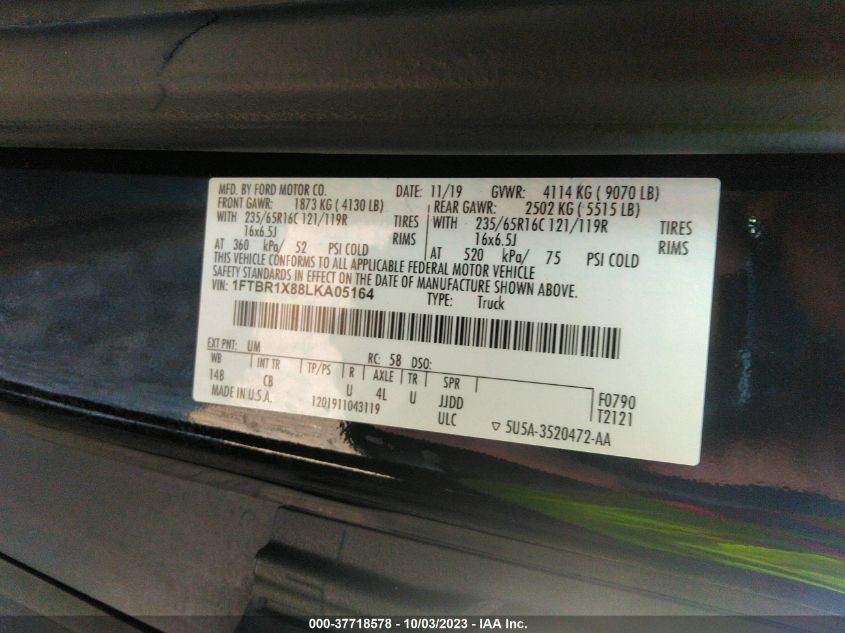 MFD. BY FORD MOTOR CO. DATE: 11/19 GVWR: 4114 KG ( 9070 LB)
FRONT GAWR: 1873 KG ( 4130 LB) REAR GAWR: 2502 KG ( 5515 LB)
WITH 235/65R16C 121/119R TIRES WITH 235/65R16C 121/119R TIRES
16x6.5J RIMS 16x6.5J RIMS
AT 360 kPa/ 52 PSI COLD AT 520 kPa/ 75 PSI COLD
THIS VEHICLE CONFORMS TO ALL APPLICABLE FEDERAL MOTOR VEHICLE
SAFETY STANDARDS IN EFFECT ON THE DATE OF MANUFACTURE SHOWN ABOVE.
VIN: 1FTBR1X88LKA05164 TYPE: Truck
EXT PNT: UM RC: 58 DSO:
WB INT TR TP/PS R AXLE TR SPR
14B CB U 4L U JJDD F0790
MADE IN U.S.A. 1201911043119 ULC T2121
▽ 5U5A-3520472-AA
000-37718578 - 10/03/2023 - IAA Inc.